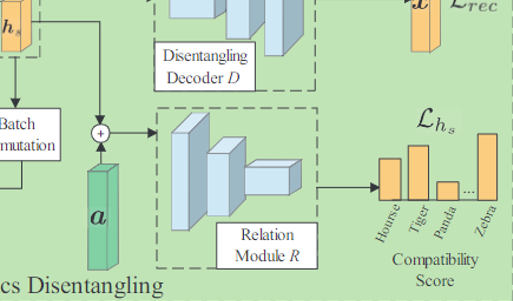 x
L_rec
h_s
Disentangling
Decoder D
Batch
mutation
+
L_{h_s}
a
...
Hourse
Tiger
Panda
Zebra
Relation
Module R
Compatibility
Score
cs Disentangling